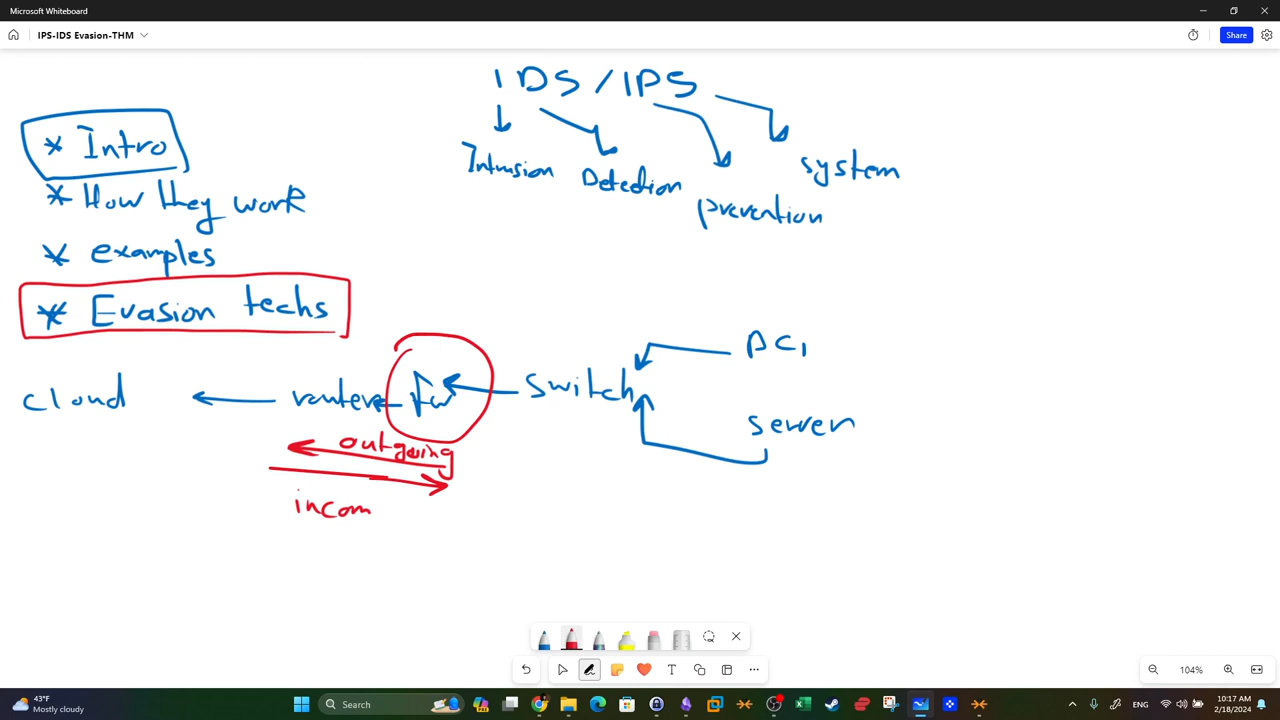 Microsoft Whiteboard
IPS-IDS Evasion-THM
Share
IDS/IPS
Intrusion
Detection
prevention
system
* Intro
* How they work
* examples
* Evasion techs
cloud
router
fw
switch
PC1
server
outgoing
incom
104%
43°F
Mostly cloudy
Search
ENG
10:17 AM
2/18/2024